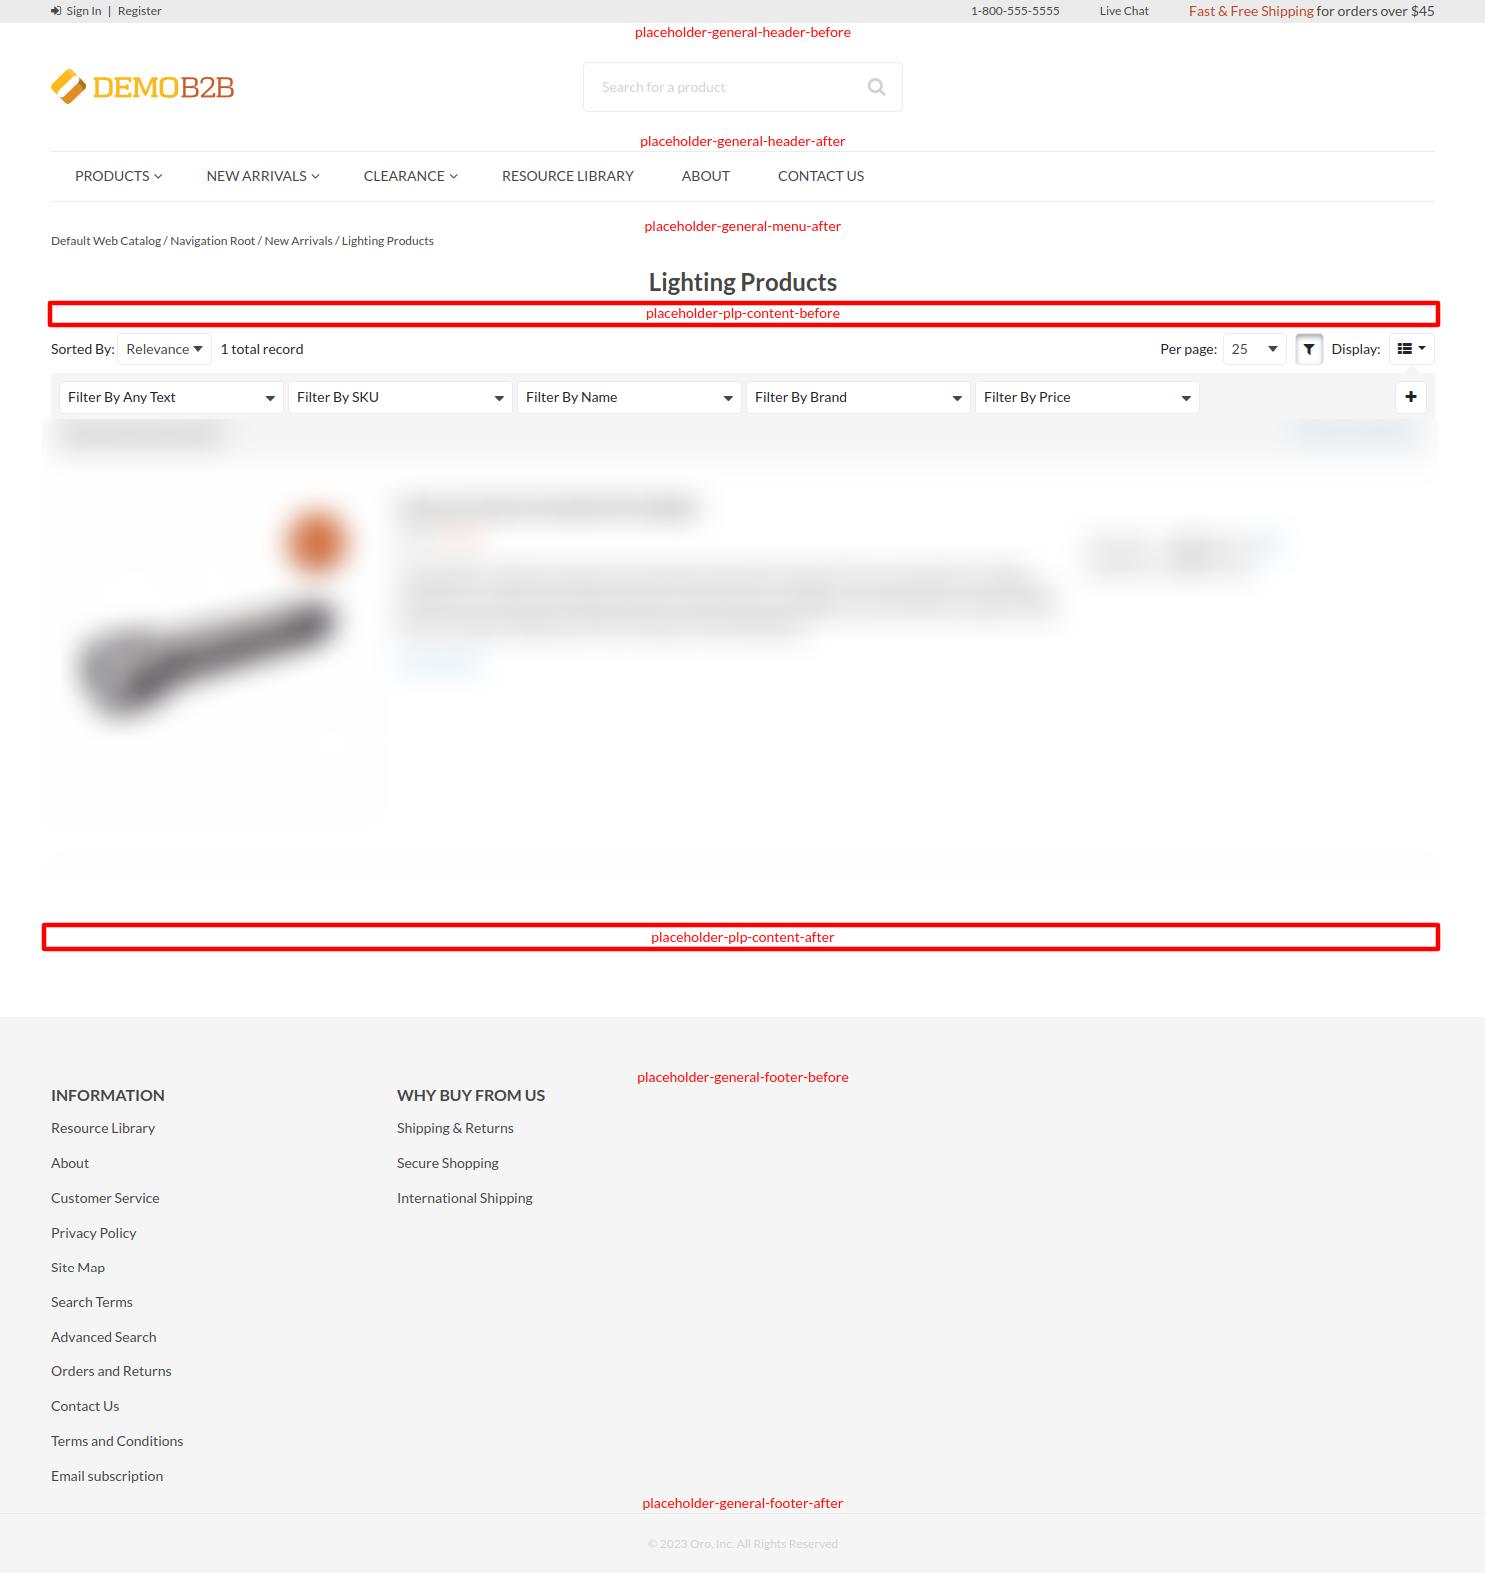 Sign In | Register 1-800-555-5555 Live Chat Fast & Free Shipping for orders over $45
placeholder-general-header-before
DEMOB2B Search for a product
placeholder-general-header-after
PRODUCTS NEW ARRIVALS CLEARANCE RESOURCE LIBRARY ABOUT CONTACT US
placeholder-general-menu-after
Default Web Catalog / Navigation Root / New Arrivals / Lighting Products
Lighting Products
placeholder-plp-content-before
Sorted By: Relevance 1 total record Per page: 25 Display:
Filter By Any Text Filter By SKU Filter By Name Filter By Brand Filter By Price
placeholder-plp-content-after
placeholder-general-footer-before
INFORMATION
Resource Library
About
Customer Service
Privacy Policy
Site Map
Search Terms
Advanced Search
Orders and Returns
Contact Us
Terms and Conditions
Email subscription
WHY BUY FROM US
Shipping & Returns
Secure Shopping
International Shipping
placeholder-general-footer-after
© 2023 Oro, Inc. All Rights Reserved